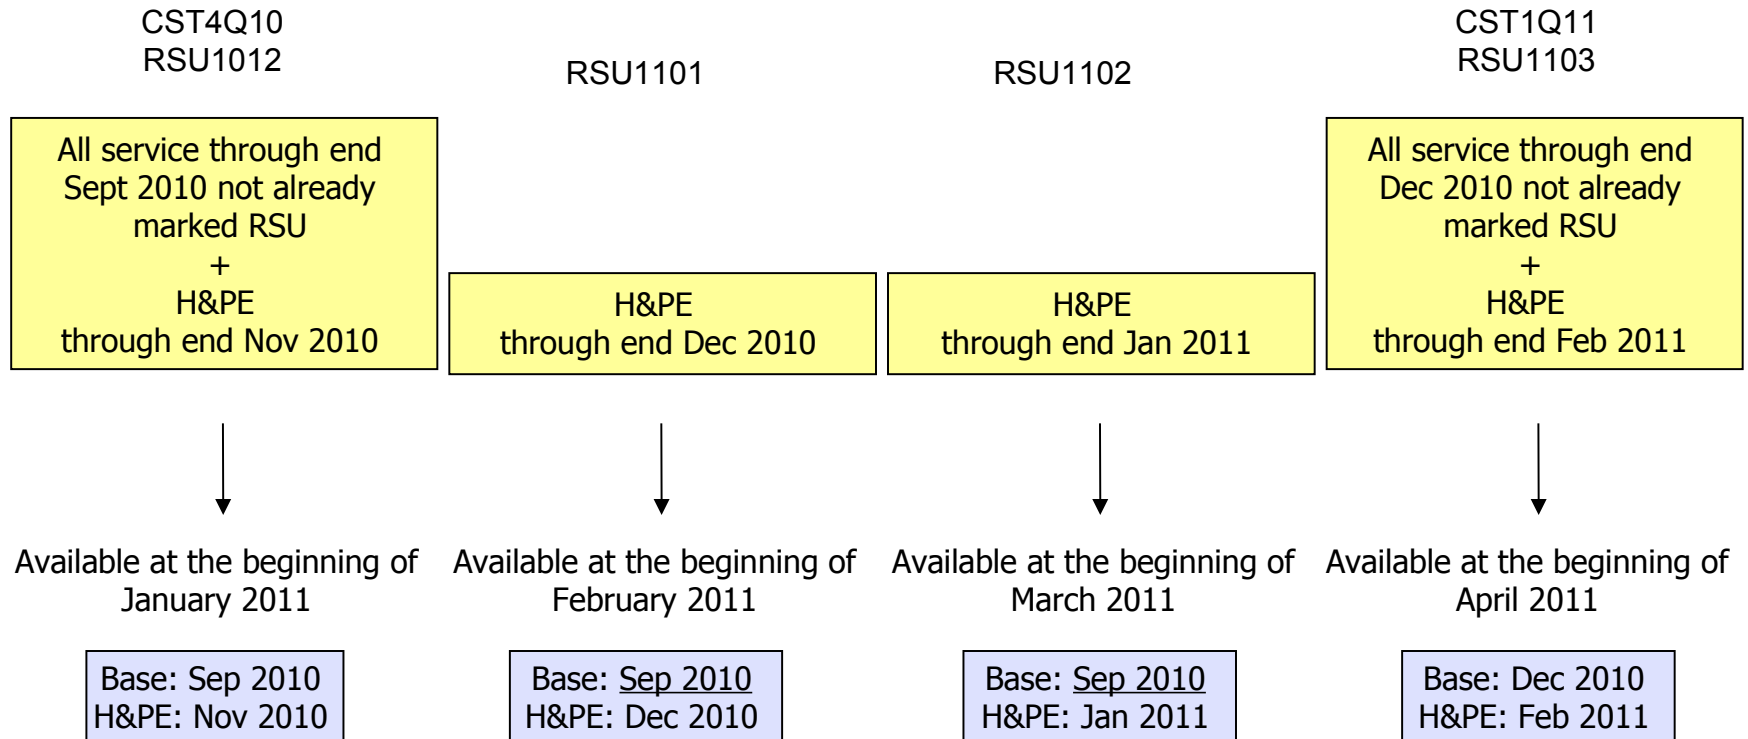 CST4Q10
RSU1012
RSU1101
RSU1102
CST1Q11
RSU1103
All service through end
Sept 2010 not already
marked RSU
+
H&PE
through end Nov 2010
H&PE
through end Dec 2010
H&PE
through end Jan 2011
All service through end
Dec 2010 not already
marked RSU
+
H&PE
through end Feb 2011
Available at the beginning of
January 2011
Available at the beginning of
February 2011
Available at the beginning of
March 2011
Available at the beginning of
April 2011
Base: Sep 2010
H&PE: Nov 2010
Base: Sep 2010
H&PE: Dec 2010
Base: Sep 2010
H&PE: Jan 2011
Base: Dec 2010
H&PE: Feb 2011